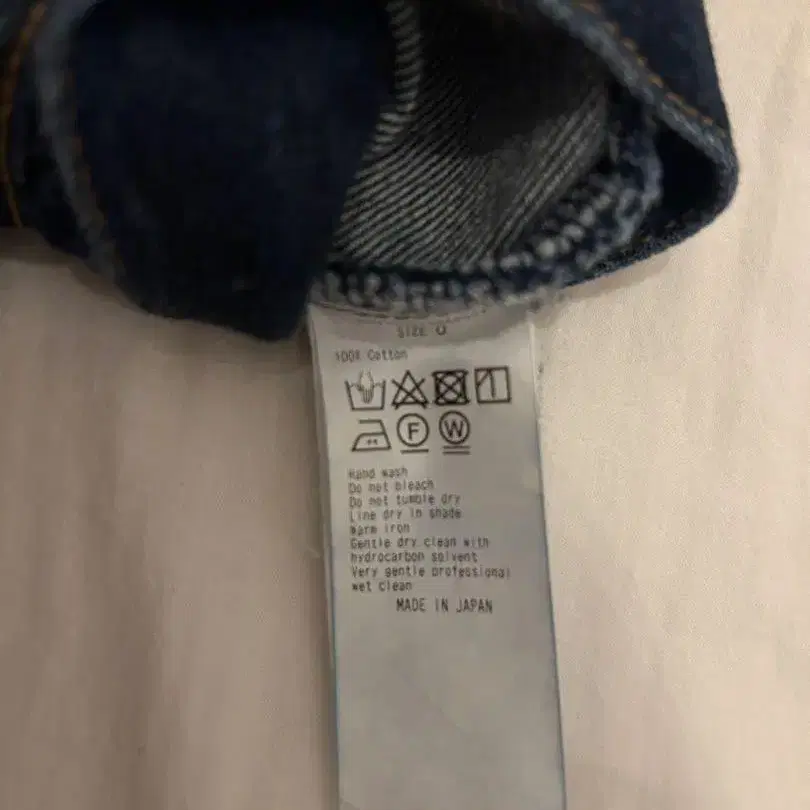 SIZE 0
100% Cotton
F W
Hand wash
Do not bleach
Do not tumble dry
Line dry in shade
Warm iron
Gentle dry clean with
hydrocarbon solvent
Very gentle professional
wet clean
MADE IN JAPAN